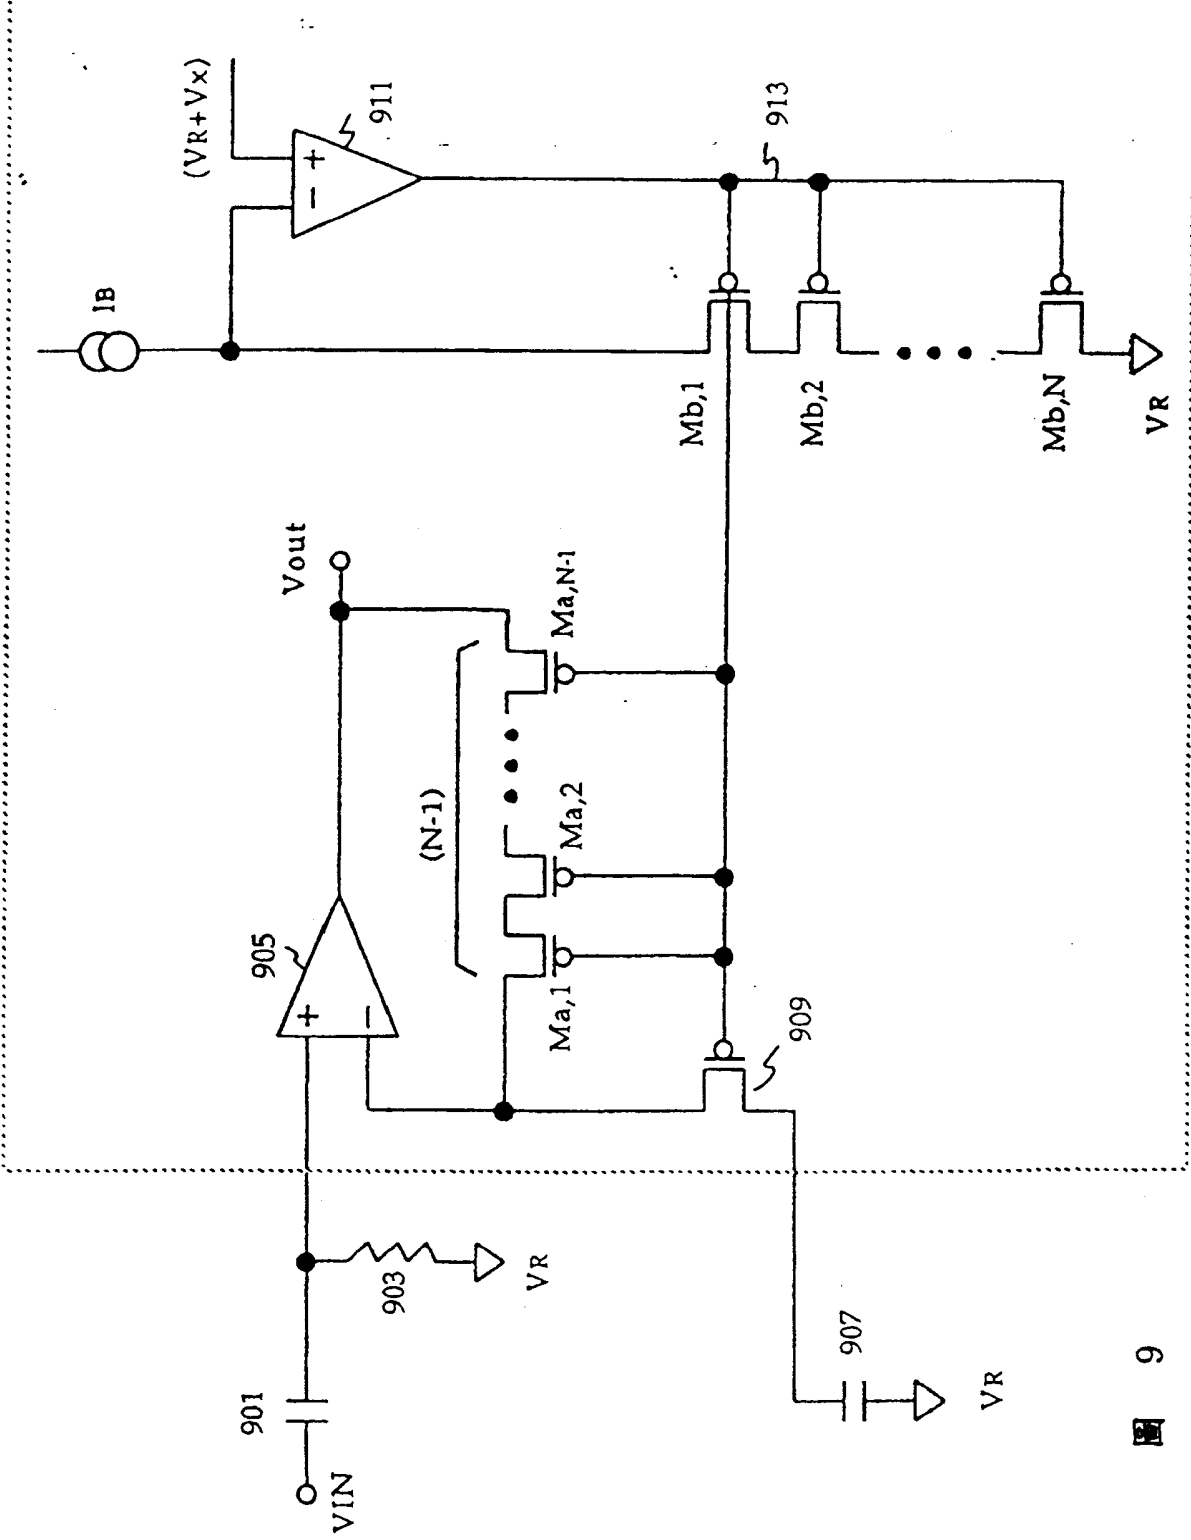 VIN
901
903
VR
907
VR
905
+
−
Vout
(N-1)
Ma,1
Ma,2
Ma,N-1
909
IB
(VR+VX)
−
+
911
913
Mb,1
Mb,2
Mb,N
VR
圖 9